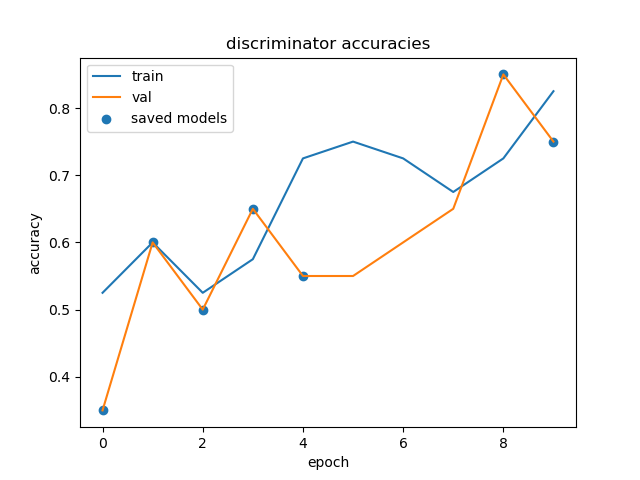 discriminator accuracies
train
val
saved models
accuracy
0.8
0.7
0.6
0.5
0.4
0 2 4 6 8
epoch